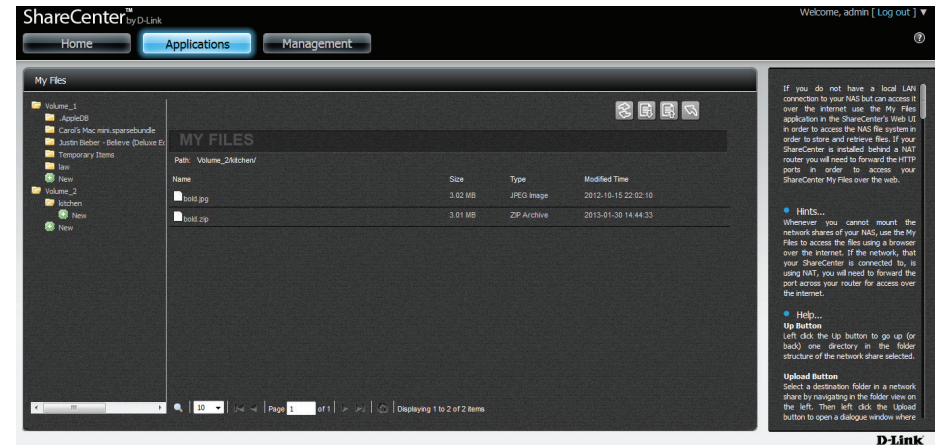 ShareCenter™ by D-Link
Welcome, admin [ Log out ] ▼
Home
Applications
Management
My Files
Volume_1
.AppleDB
Carol's Mac mini.sparsebundle
Justin Bieber - Believe (Deluxe Ec
Temporary Items
law
New
Volume_2
kitchen
New
New
MY FILES
Path: Volume_2/kitchen/
Name Size Type Modified Time
bold.jpg 3.02 MB JPEG Image 2012-10-15 22:02:10
bold.zip 3.01 MB ZIP Archive 2013-01-30 14:44:33
10
Page 1 of 1
Displaying 1 to 2 of 2 items
If you do not have a local LAN
connection to your NAS but can access it
over the internet use the My Files
application in the ShareCenter's Web UI
in order to access the NAS file system in
order to store and retrieve files. If your
ShareCenter is installed behind a NAT
router you will need to forward the HTTP
ports in order to access your
ShareCenter My Files over the web.
Hints...
Whenever you cannot mount the
network shares of your NAS, use the My
Files to access the files using a browser
over the internet. If the network, that
your ShareCenter is connected to, is
using NAT, you will need to forward the
port across your router for access over
the internet.
Help...
Up Button
Left click the Up button to go up (or
back) one directory in the folder
structure of the network share selected.
Upload Button
Select a destination folder in a network
share by navigating in the folder view on
the left. Then left click the Upload
button to open a dialogue window where
D-Link